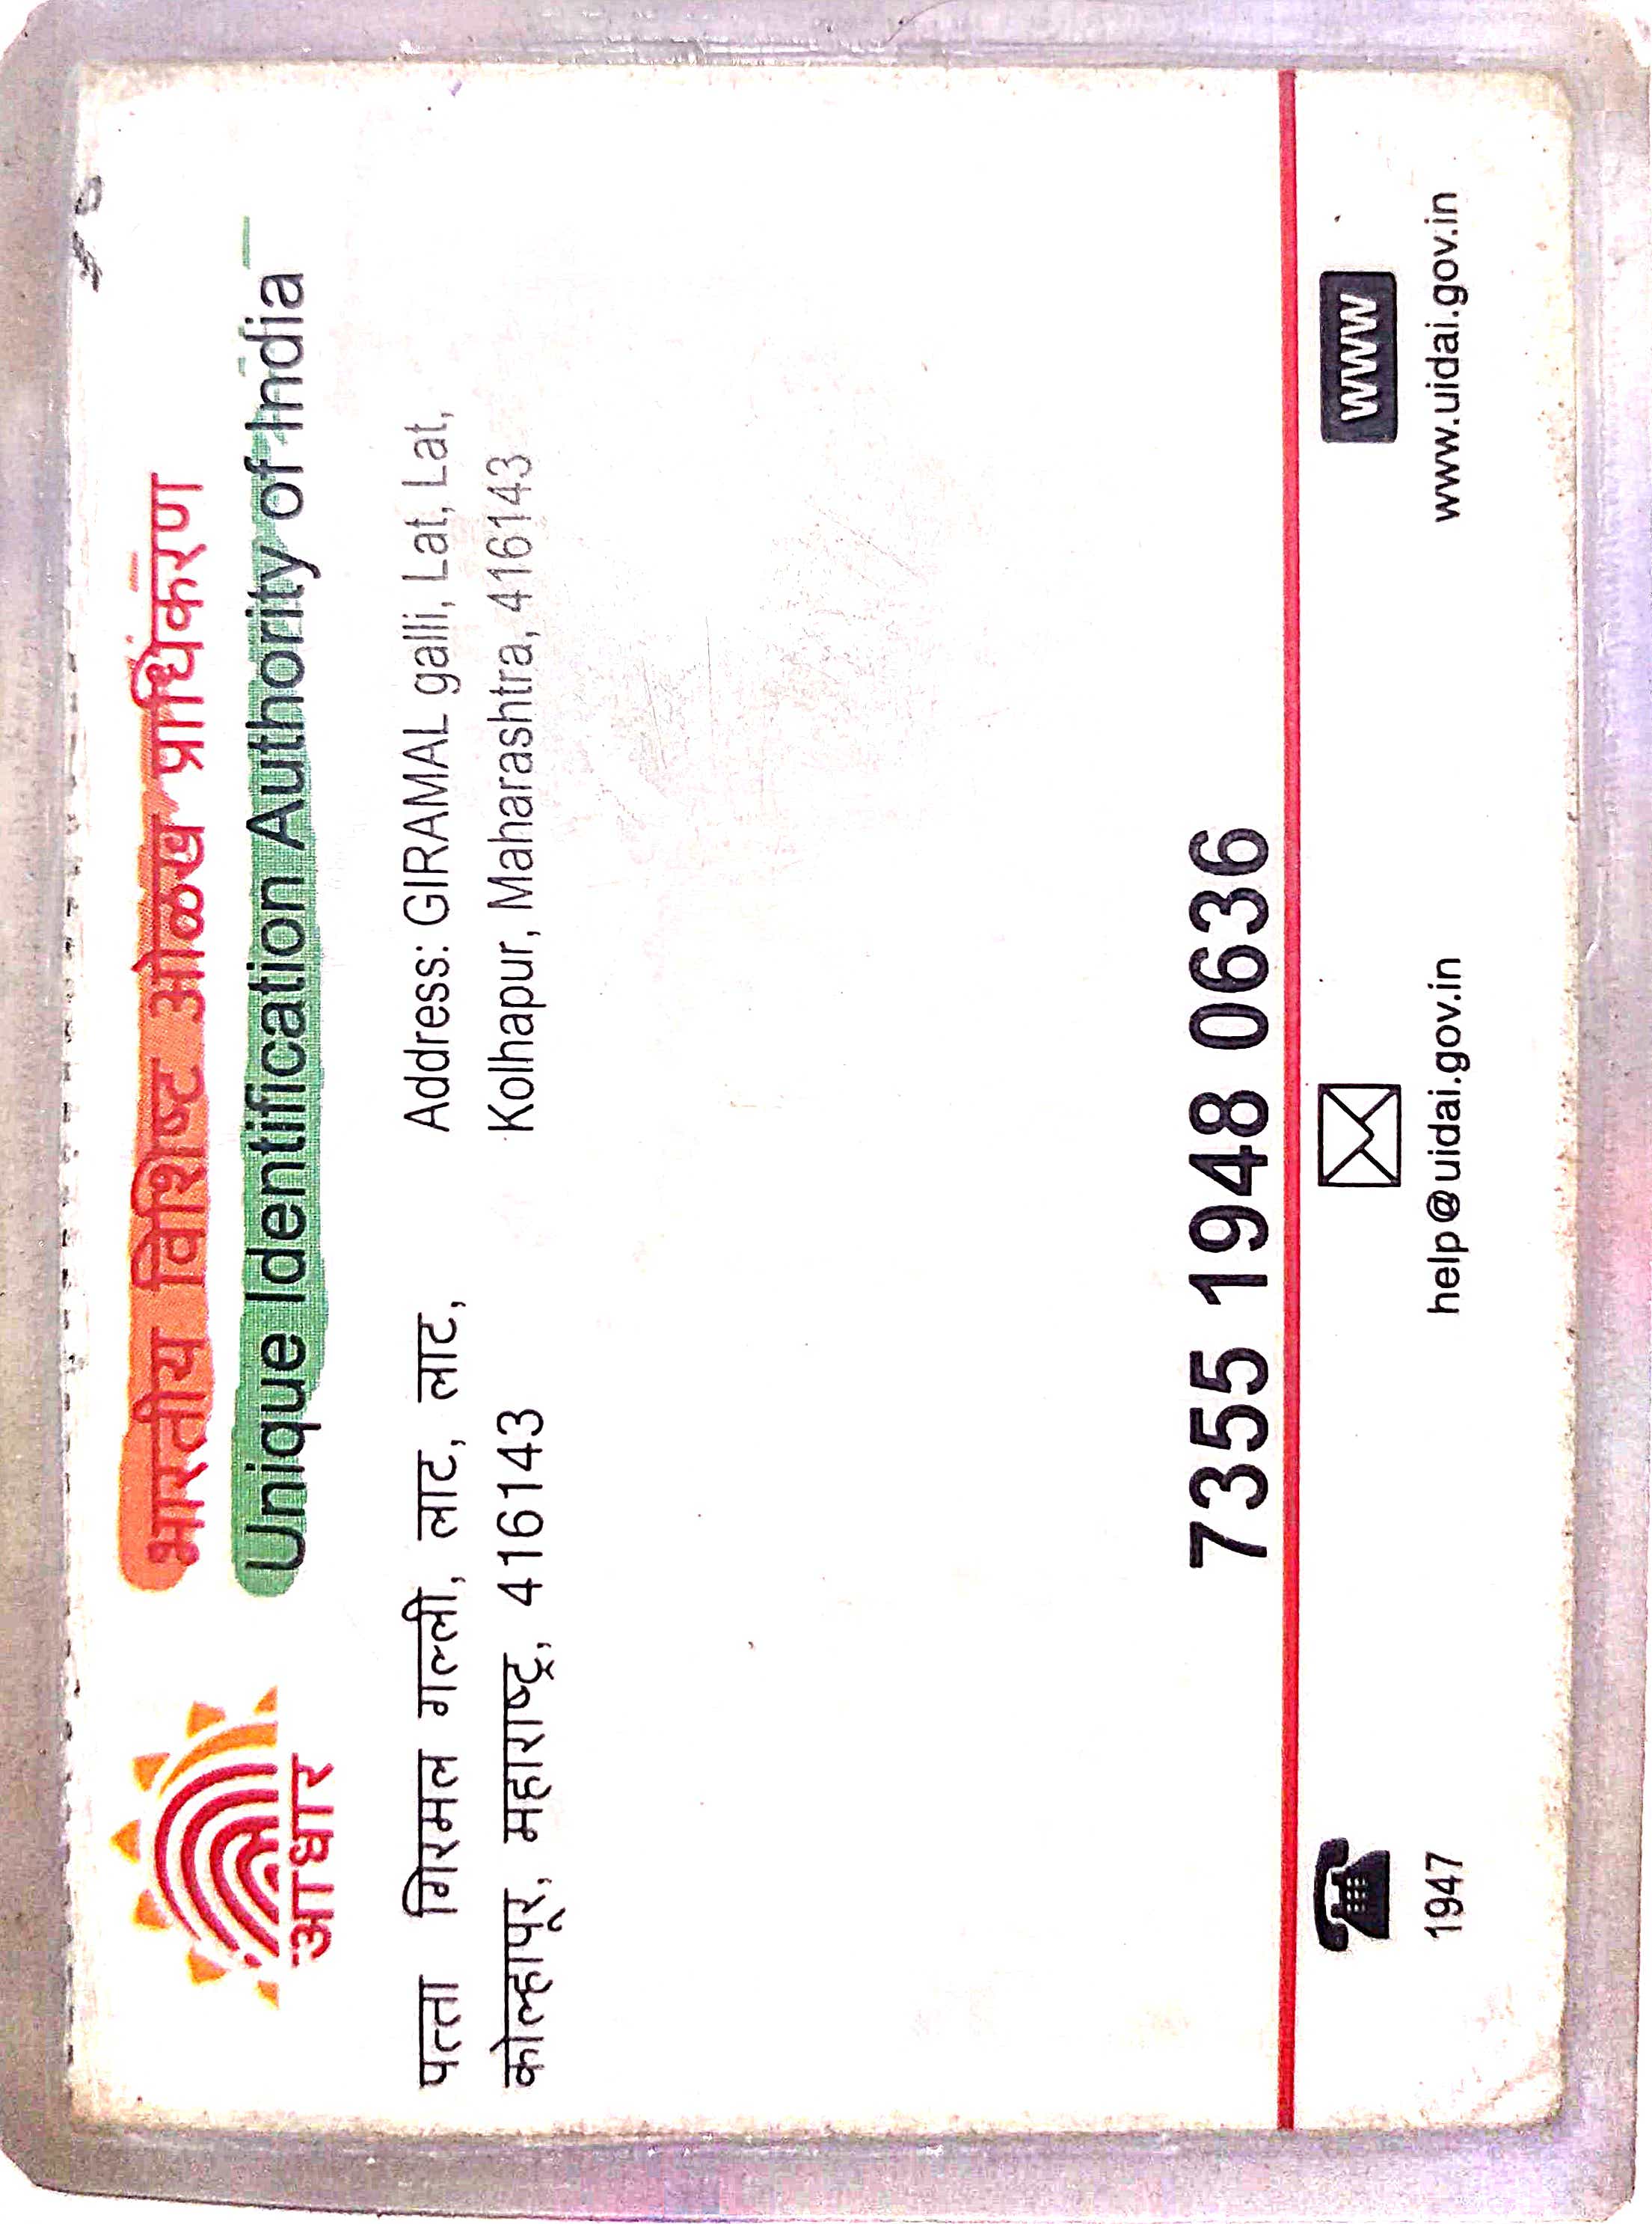 भारतीय विशिष्ट ओळख प्राधिकरण
Unique Identification Authority of India
आधार
पत्ता गिरमल गल्ली, लाट, लाट,
कोल्हापूर, महाराष्ट्र, 416143
Address: GIRAMAL galli, Lat, Lat,
Kolhapur, Maharashtra, 416143
7355 1948 0636
1947
help@uidai.gov.in
www
www.uidai.gov.in